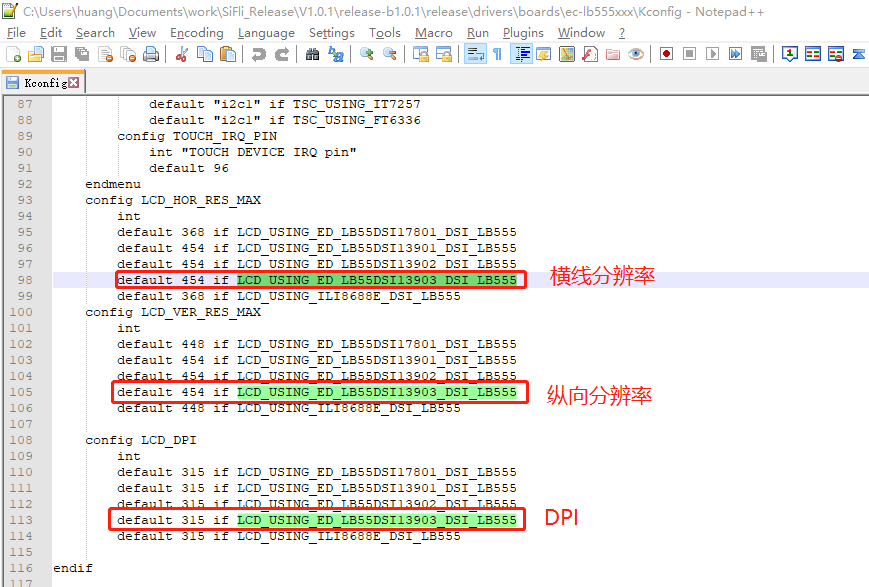 C:\Users\huang\Documents\work\SiFli_Release\V1.0.1\release-b1.0.1\release\drivers\boards\ec-lb555xxx\Kconfig - Notepad++
File Edit Search View Encoding Language Settings Tools Macro Run Plugins Window ?
Kconfig
87 default "i2c1" if TSC_USING_IT7257
88 default "i2c1" if TSC_USING_FT6336
89 config TOUCH_IRQ_PIN
90 int "TOUCH DEVICE IRQ pin"
91 default 96
92 endmenu
93 config LCD_HOR_RES_MAX
94 int
95 default 368 if LCD_USING_ED_LB55DSI17801_DSI_LB555
96 default 454 if LCD_USING_ED_LB55DSI13901_DSI_LB555
97 default 454 if LCD_USING_ED_LB55DSI13902_DSI_LB555
98 default 454 if LCD_USING_ED_LB55DSI13903_DSI_LB555 横线分辨率
99 default 368 if LCD_USING_ILI8688E_DSI_LB555
100 config LCD_VER_RES_MAX
101 int
102 default 448 if LCD_USING_ED_LB55DSI17801_DSI_LB555
103 default 454 if LCD_USING_ED_LB55DSI13901_DSI_LB555
104 default 454 if LCD_USING_ED_LB55DSI13902_DSI_LB555
105 default 454 if LCD_USING_ED_LB55DSI13903_DSI_LB555 纵向分辨率
106 default 448 if LCD_USING_ILI8688E_DSI_LB555
107
108 config LCD_DPI
109 int
110 default 315 if LCD_USING_ED_LB55DSI17801_DSI_LB555
111 default 315 if LCD_USING_ED_LB55DSI13901_DSI_LB555
112 default 315 if LCD_USING_ED_LB55DSI13902_DSI_LB555
113 default 315 if LCD_USING_ED_LB55DSI13903_DSI_LB555 DPI
114 default 315 if LCD_USING_ILI8688E_DSI_LB555
115
116 endif
117